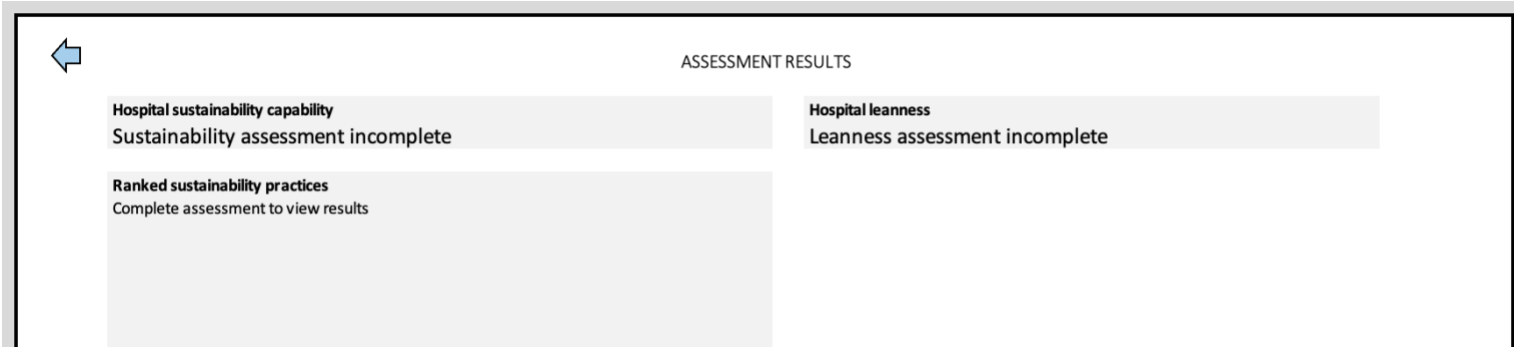 ASSESSMENT RESULTS
Hospital sustainability capability
Sustainability assessment incomplete
Hospital leanness
Leanness assessment incomplete
Ranked sustainability practices
Complete assessment to view results